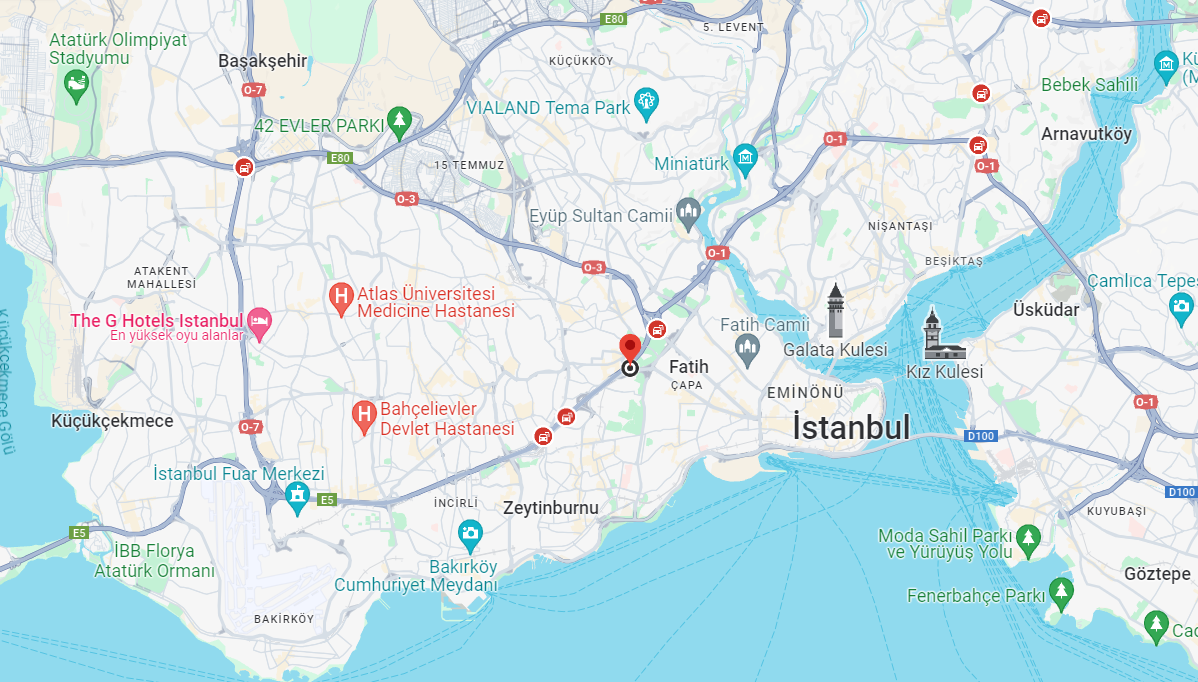 E80
5. LEVENT
Atatürk Olimpiyat
Stadyumu
Başakşehir
KÜÇÜKKÖY
O-7
VIALAND Tema Park
Bebek Sahili
42 EVLER PARKI
Arnavutköy
O-1
E80
15 TEMMUZ
Miniatürk
O-1
O-3
Eyüp Sultan Camii
NİŞANTAŞI
O-1
BEŞİKTAŞ
O-3
ATAKENT
MAHALLESİ
Atlas Üniversitesi
Medicine Hastanesi
Üsküdar
The G Hotels Istanbul
En yüksek oyu alanlar
Fatih Camii
Galata Kulesi
Fatih
ÇAPA
Kız Kulesi
EMİNÖNÜ
O-1
Küçükçekmece Gölü
Küçükçekmece
O-7
Bahçelievler
Devlet Hastanesi
İstanbul
D100
İstanbul Fuar Merkezi
E5
İNCİRLİ
Zeytinburnu
D100
KUYUBAŞI
E5
İBB Florya
Atatürk Ormanı
Bakırköy
Cumhuriyet Meydanı
Moda Sahil Parkı
ve Yürüyüş Yolu
Göztepe
Fenerbahçe Parkı
BAKIRKÖY